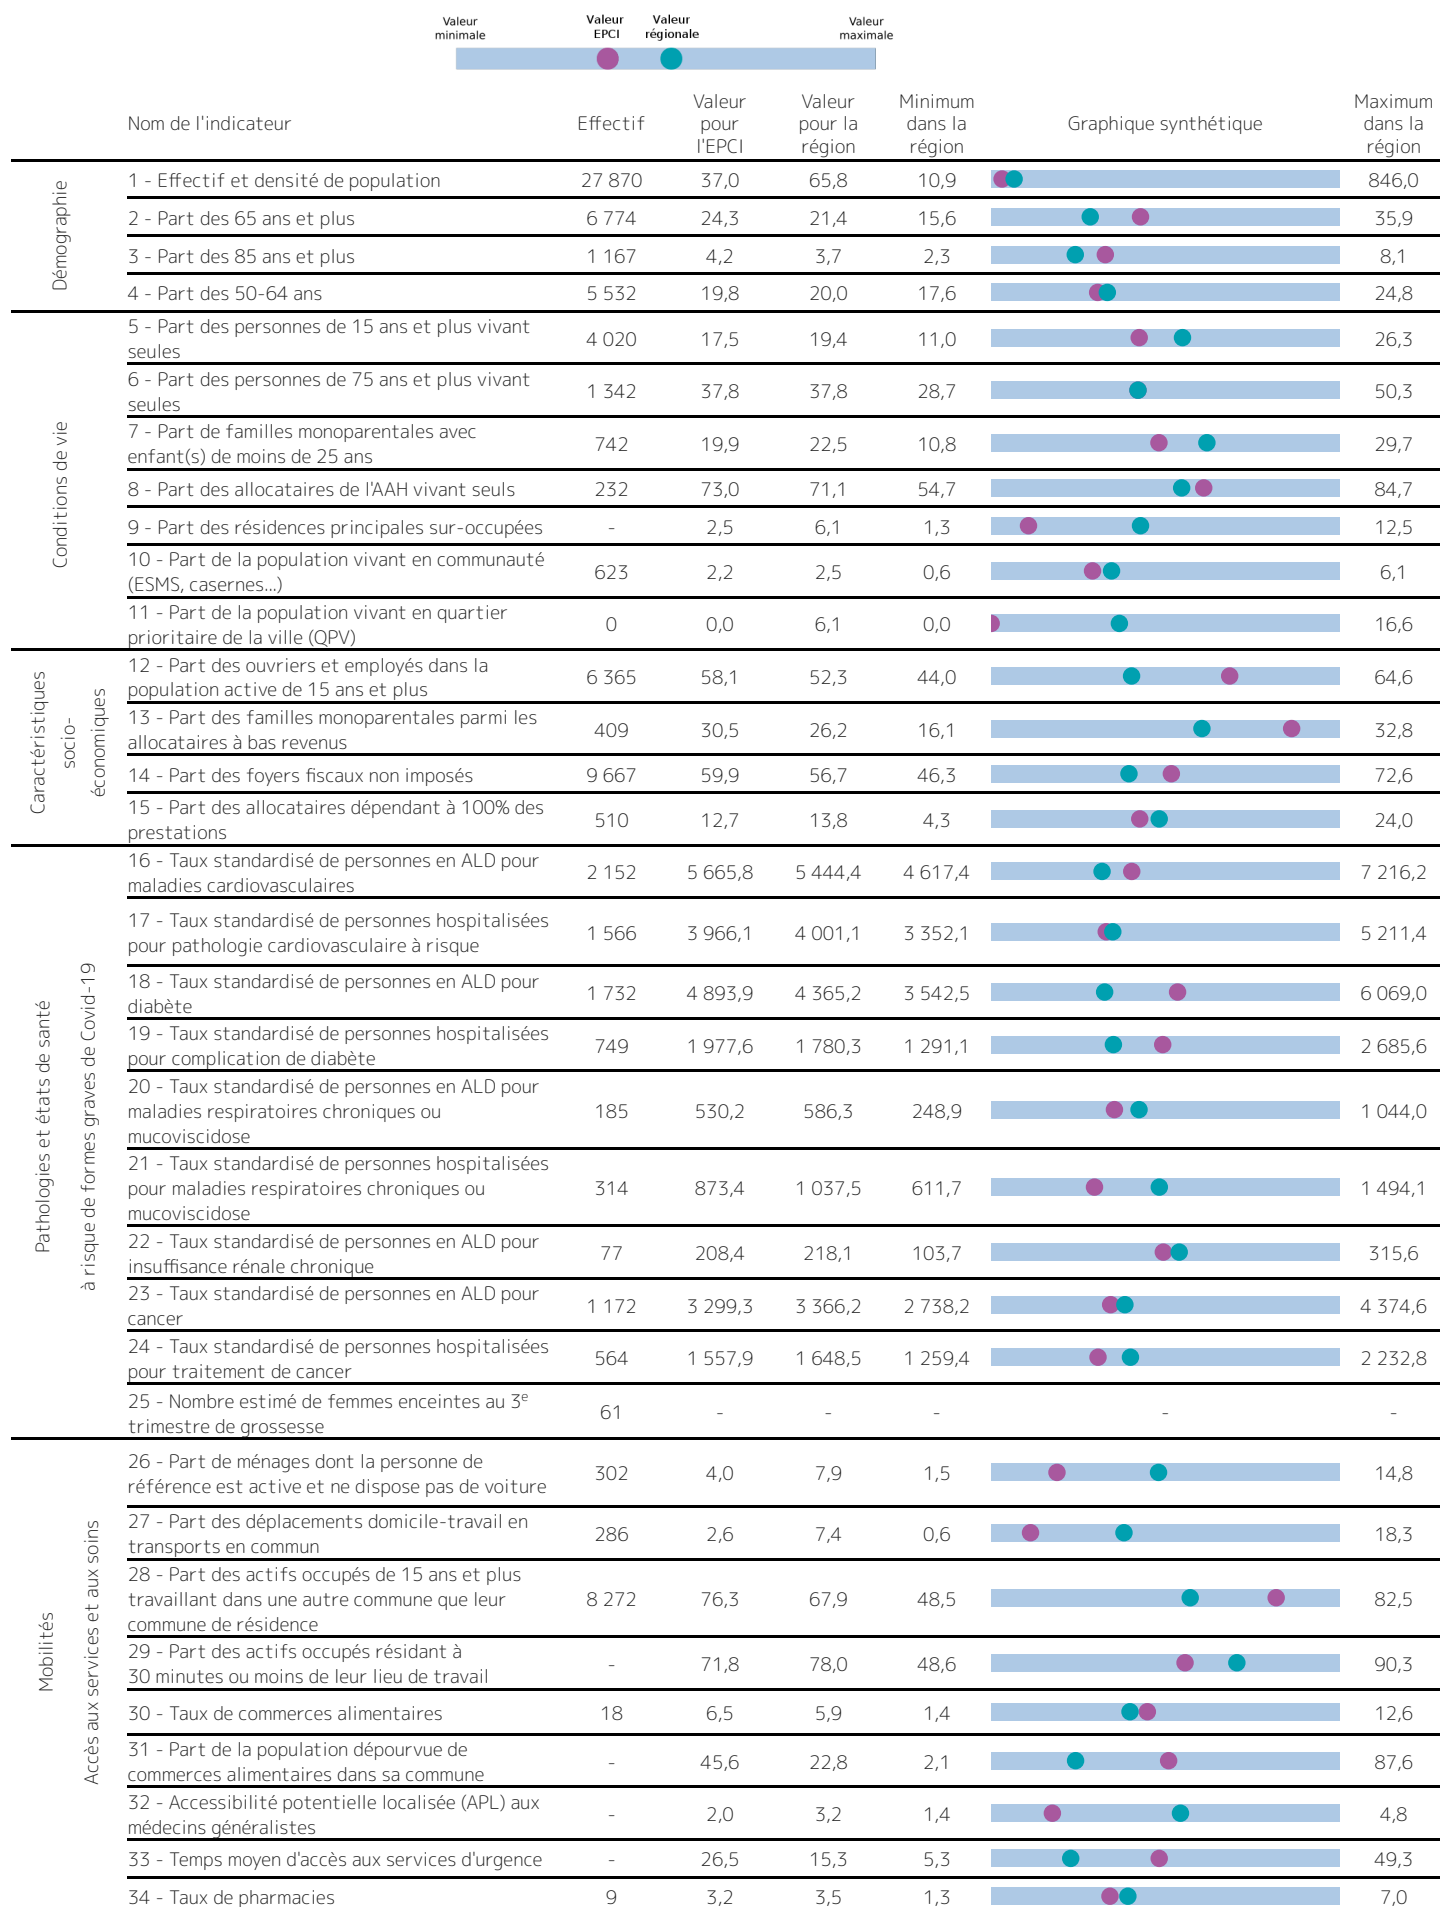 Valeur minimale
Valeur EPCI
Valeur régionale
Valeur maximale
Nom de l'indicateur
Effectif
Valeur pour l'EPCI
Valeur pour la région
Minimum dans la région
Graphique synthétique
Maximum dans la région
Démographie
1 - Effectif et densité de population 27 870 37,0 65,8 10,9 846,0
2 - Part des 65 ans et plus 6 774 24,3 21,4 15,6 35,9
3 - Part des 85 ans et plus 1 167 4,2 3,7 2,3 8,1
4 - Part des 50-64 ans 5 532 19,8 20,0 17,6 24,8
Conditions de vie
5 - Part des personnes de 15 ans et plus vivant
seules 4 020 17,5 19,4 11,0 26,3
6 - Part des personnes de 75 ans et plus vivant
seules 1 342 37,8 37,8 28,7 50,3
7 - Part de familles monoparentales avec
enfant(s) de moins de 25 ans 742 19,9 22,5 10,8 29,7
8 - Part des allocataires de l'AAH vivant seuls 232 73,0 71,1 54,7 84,7
9 - Part des résidences principales sur-occupées - 2,5 6,1 1,3 12,5
10 - Part de la population vivant en communauté
(ESMS, casernes...) 623 2,2 2,5 0,6 6,1
11 - Part de la population vivant en quartier
prioritaire de la ville (QPV) 0 0,0 6,1 0,0 16,6
Caractéristiques
socio-
économiques
12 - Part des ouvriers et employés dans la
population active de 15 ans et plus 6 365 58,1 52,3 44,0 64,6
13 - Part des familles monoparentales parmi les
allocataires à bas revenus 409 30,5 26,2 16,1 32,8
14 - Part des foyers fiscaux non imposés 9 667 59,9 56,7 46,3 72,6
15 - Part des allocataires dépendant à 100% des
prestations 510 12,7 13,8 4,3 24,0
Pathologies et états de santé
à risque de formes graves de Covid-19
16 - Taux standardisé de personnes en ALD pour
maladies cardiovasculaires 2 152 5 665,8 5 444,4 4 617,4 7 216,2
17 - Taux standardisé de personnes hospitalisées
pour pathologie cardiovasculaire à risque 1 566 3 966,1 4 001,1 3 352,1 5 211,4
18 - Taux standardisé de personnes en ALD pour
diabète 1 732 4 893,9 4 365,2 3 542,5 6 069,0
19 - Taux standardisé de personnes hospitalisées
pour complication de diabète 749 1 977,6 1 780,3 1 291,1 2 685,6
20 - Taux standardisé de personnes en ALD pour
maladies respiratoires chroniques ou
mucoviscidose 185 530,2 586,3 248,9 1 044,0
21 - Taux standardisé de personnes hospitalisées
pour maladies respiratoires chroniques ou
mucoviscidose 314 873,4 1 037,5 611,7 1 494,1
22 - Taux standardisé de personnes en ALD pour
insuffisance rénale chronique 77 208,4 218,1 103,7 315,6
23 - Taux standardisé de personnes en ALD pour
cancer 1 172 3 299,3 3 366,2 2 738,2 4 374,6
24 - Taux standardisé de personnes hospitalisées
pour traitement de cancer 564 1 557,9 1 648,5 1 259,4 2 232,8
25 - Nombre estimé de femmes enceintes au 3e
trimestre de grossesse 61 - - - - -
Mobilités
Accès aux services et aux soins
26 - Part de ménages dont la personne de
référence est active et ne dispose pas de voiture 302 4,0 7,9 1,5 14,8
27 - Part des déplacements domicile-travail en
transports en commun 286 2,6 7,4 0,6 18,3
28 - Part des actifs occupés de 15 ans et plus
travaillant dans une autre commune que leur
commune de résidence 8 272 76,3 67,9 48,5 82,5
29 - Part des actifs occupés résidant à
30 minutes ou moins de leur lieu de travail - 71,8 78,0 48,6 90,3
30 - Taux de commerces alimentaires 18 6,5 5,9 1,4 12,6
31 - Part de la population dépourvue de
commerces alimentaires dans sa commune - 45,6 22,8 2,1 87,6
32 - Accessibilité potentielle localisée (APL) aux
médecins généralistes - 2,0 3,2 1,4 4,8
33 - Temps moyen d'accès aux services d'urgence - 26,5 15,3 5,3 49,3
34 - Taux de pharmacies 9 3,2 3,5 1,3 7,0